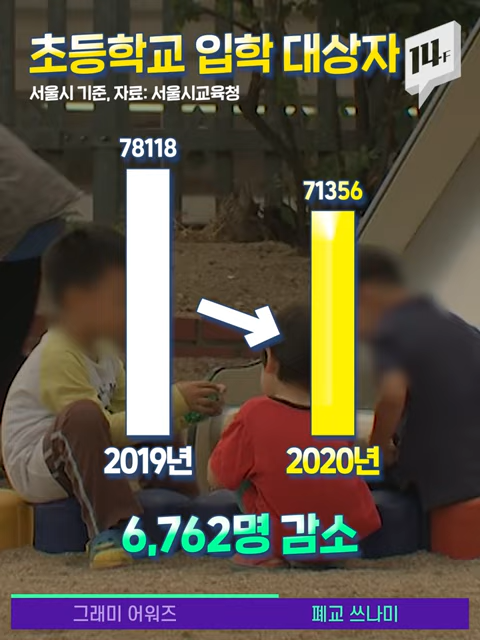 초등학교 입학 대상자
14F
서울시 기준, 자료: 서울시교육청
78118
71356
2019년
2020년
6,762명 감소
그래미 어워즈
폐교 쓰나미